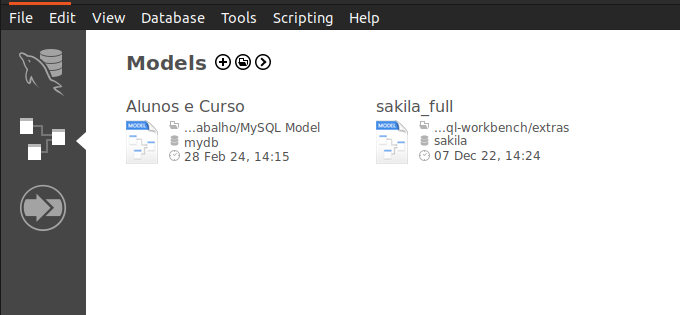 File Edit View Database Tools Scripting Help
Models
Alunos e Curso
MODEL
...abalho/MySQL Model
mydb
28 Feb 24, 14:15
sakila_full
MODEL
...ql-workbench/extras
sakila
07 Dec 22, 14:24